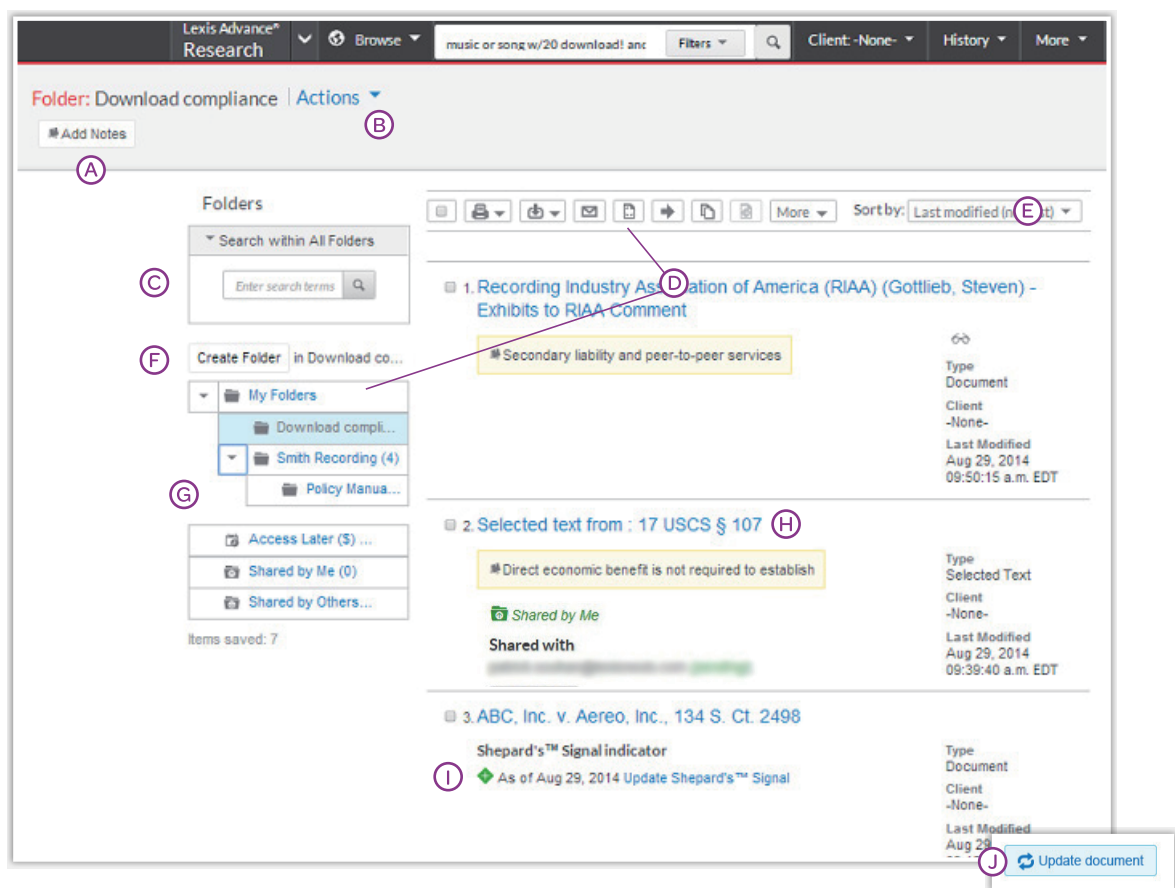 Lexis Advance®
Research
Browse
music or song w/20 download! anc
Filters
Client: -None-
History
More
Folder: Download compliance
Actions
B
Add Notes
A
Folders
Search within All Folders
C
Enter search terms
F
Create Folder in Download co...
My Folders
Download compli...
Smith Recording (4)
G
Policy Manua...
Access Later ($) ...
Shared by Me (0)
Shared by Others...
Items saved: 7
More
Sort by: Last modified (n st)
E
D
1. Recording Industry Ass ation of America (RIAA) (Gottlieb, Steven) -
Exhibits to RIAA Comment
Secondary liability and peer-to-peer services
Type
Document
Client
-None-
Last Modified
Aug 29, 2014
09:50:15 a.m. EDT
2. Selected text from : 17 USCS § 107
H
Direct economic benefit is not required to establish
Shared by Me
Shared with
Type
Selected Text
Client
-None-
Last Modified
Aug 29, 2014
09:39:40 a.m. EDT
3. ABC, Inc. v. Aereo, Inc., 134 S. Ct. 2498
Shepard's™ Signal indicator
I
As of Aug 29, 2014 Update Shepard's™ Signal
Type
Document
Client
-None-
Last Modified
Aug 29
J
Update document